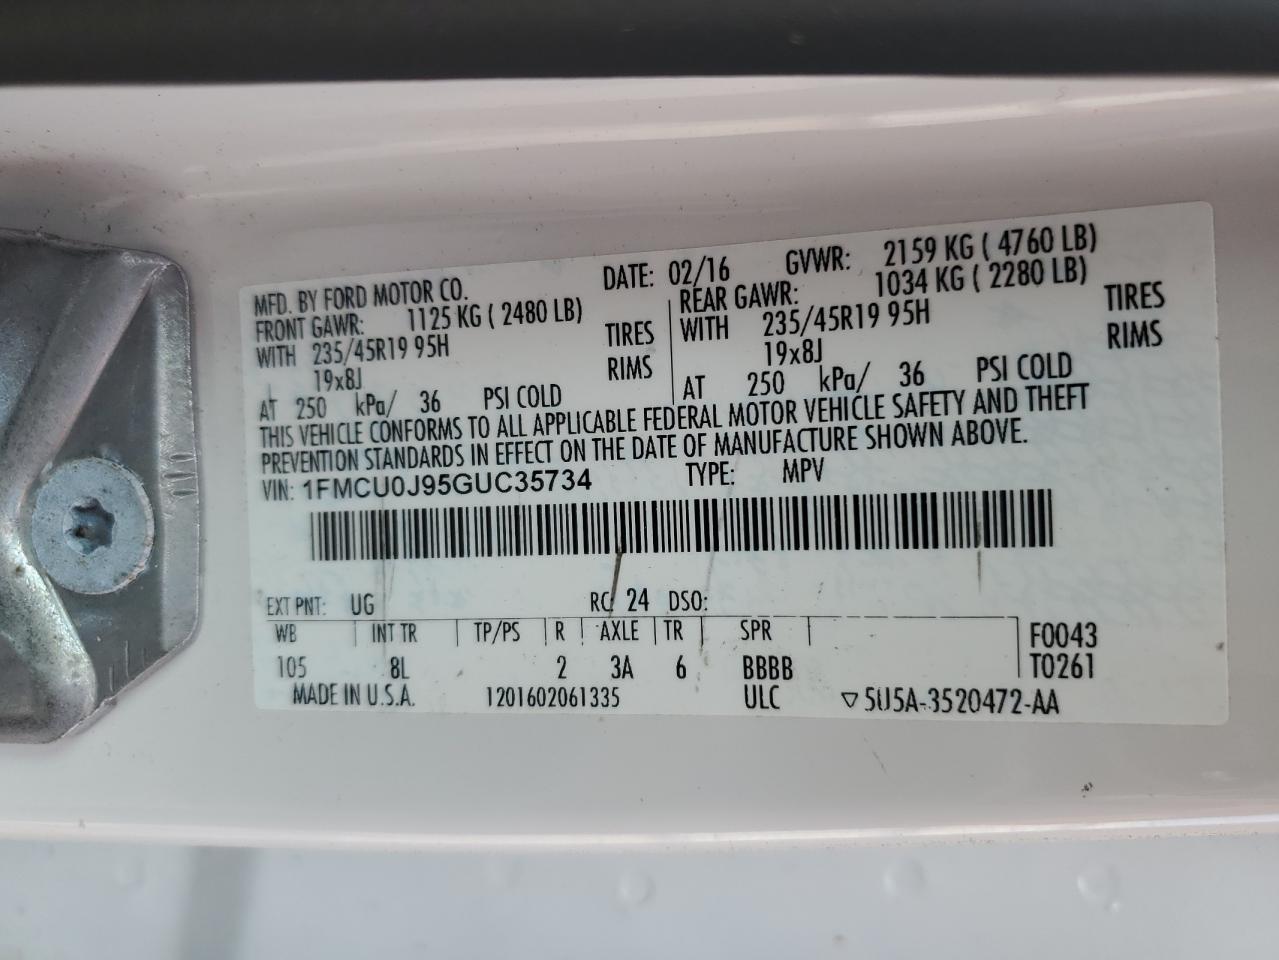 MFD. BY FORD MOTOR CO. DATE: 02/16 GVWR: 2159 KG ( 4760 LB)
FRONT GAWR: 1125 KG ( 2480 LB) REAR GAWR: 1034 KG ( 2280 LB)
WITH 235/45R19 95H TIRES WITH 235/45R19 95H TIRES
19x8J RIMS 19x8J RIMS
AT 250 kPa/ 36 PSI COLD AT 250 kPa/ 36 PSI COLD
THIS VEHICLE CONFORMS TO ALL APPLICABLE FEDERAL MOTOR VEHICLE SAFETY AND THEFT
PREVENTION STANDARDS IN EFFECT ON THE DATE OF MANUFACTURE SHOWN ABOVE.
VIN: 1FMCU0J95GUC35734 TYPE: MPV
EXT PNT: UG RC: 24 DSO:
WB INT TR TP/PS R AXLE TR SPR F0043
105 8L 2 3A 6 BBBB T0261
MADE IN U.S.A. 1201602061335 ULC ▽5U5A-3520472-AA